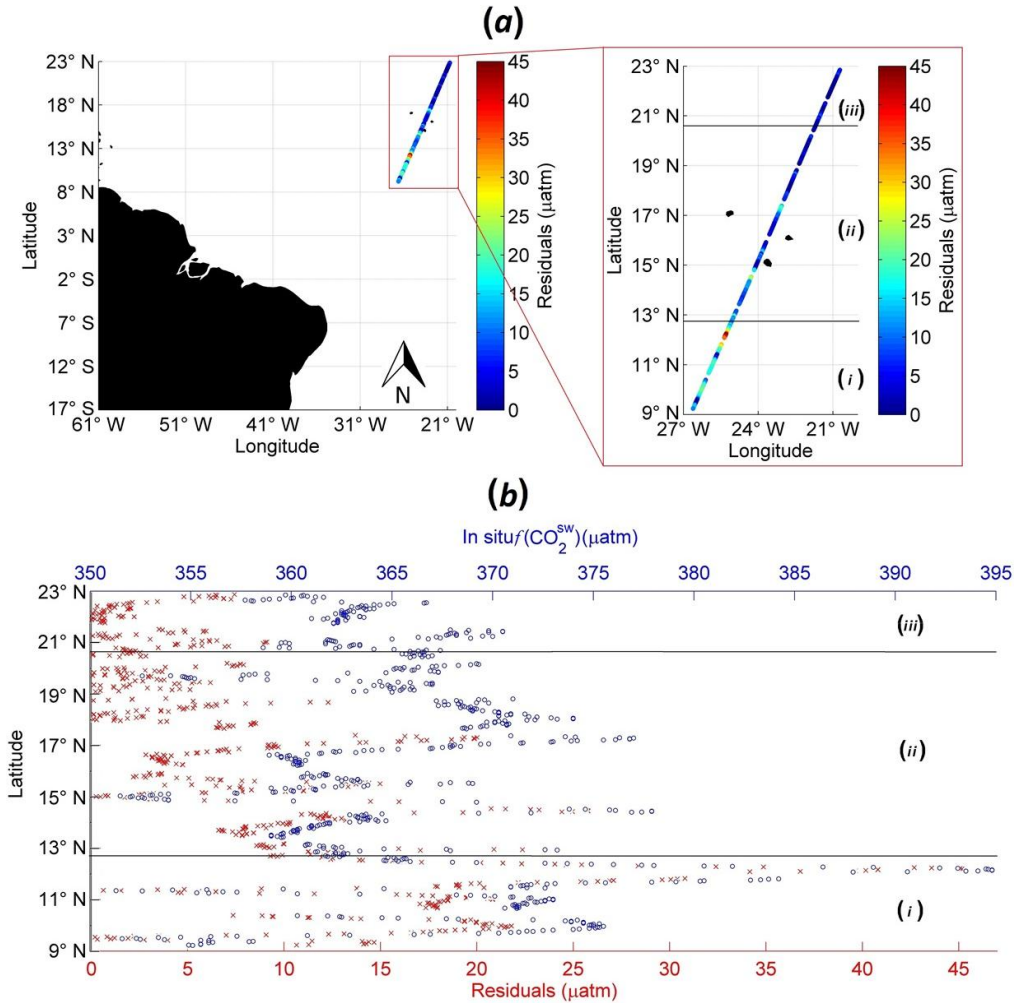 (a)
23° N
18° N
13° N
8° N
3° N
2° S
7° S
12° S
17° S
61° W 51° W 41° W 31° W 21° W
Longitude
Latitude
N
45
40
35
30
25
20
15
10
5
0
Residuals (μatm)
23° N
21° N
19° N
17° N
15° N
13° N
11° N
9° N
27° W 24° W 21° W
Longitude
Latitude
(iii)
(ii)
(i)
45
40
35
30
25
20
15
10
5
0
Residuals (μatm)
(b)
In situ f(CO₂^sw) (μatm)
350 355 360 365 370 375 380 385 390 395
23° N
21° N
19° N
17° N
15° N
13° N
11° N
9° N
Latitude
(iii)
(ii)
(i)
0 5 10 15 20 25 30 35 40 45
Residuals (μatm)